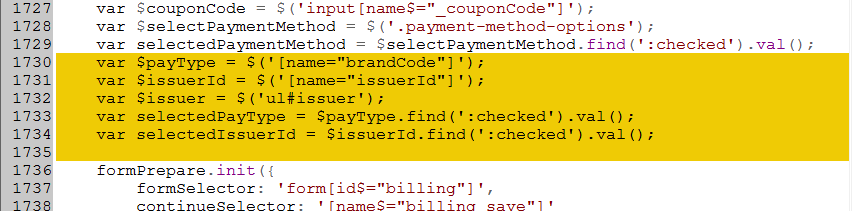 1727 var $couponCode = $('input[name$="_couponCode"]');
1728 var $selectPaymentMethod = $('.payment-method-options');
1729 var selectedPaymentMethod = $selectPaymentMethod.find(':checked').val();
1730 var $payType = $('[name="brandCode"]');
1731 var $issuerId = $('[name="issuerId"]');
1732 var $issuer = $('ul#issuer');
1733 var selectedPayType = $payType.find(':checked').val();
1734 var selectedIssuerId = $issuerId.find(':checked').val();
1735
1736 formPrepare.init({
1737 formSelector: 'form[id$="billing"]',
1738 continueSelector: '[name$="billing_save"]'